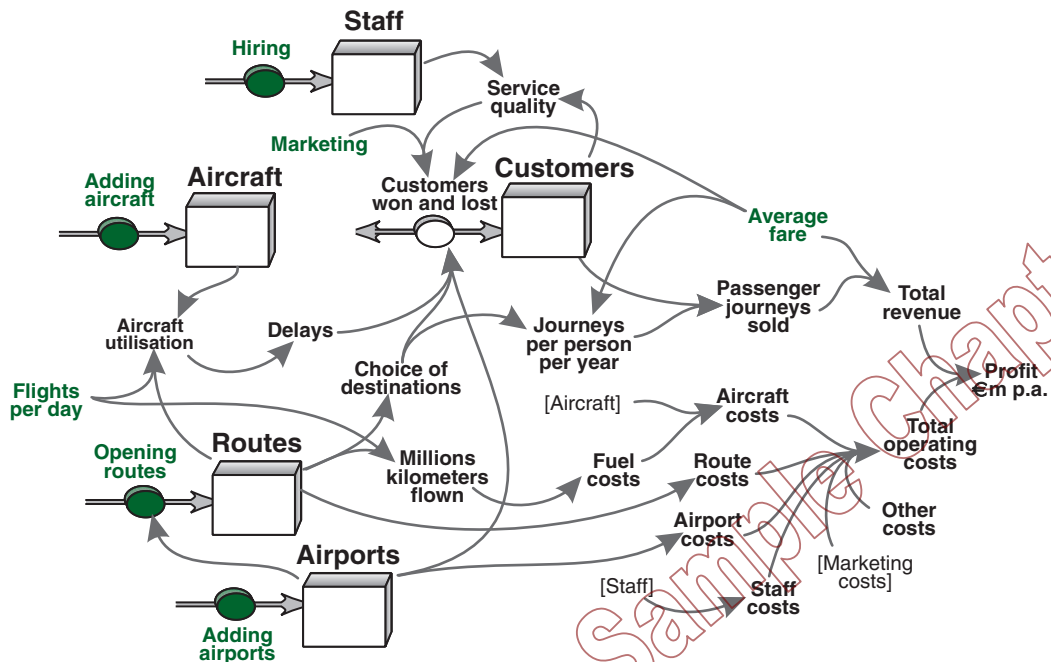 Staff
Hiring
Service
quality
Marketing
Customers
Aircraft
Adding
aircraft
Customers
won and lost
Average
fare
Passenger
journeys
sold
Total
revenue
Aircraft
utilisation
Delays
Journeys
per person
per year
Choice of
destinations
Profit
€m p.a.
Flights
per day
[Aircraft]
Aircraft
costs
Total
operating
costs
Opening
routes
Routes
Millions
kilometers
flown
Fuel
costs
Route
costs
Airport
costs
Other
costs
Airports
[Staff]
Staff
costs
[Marketing
costs]
Adding
airports
Sample Chapt